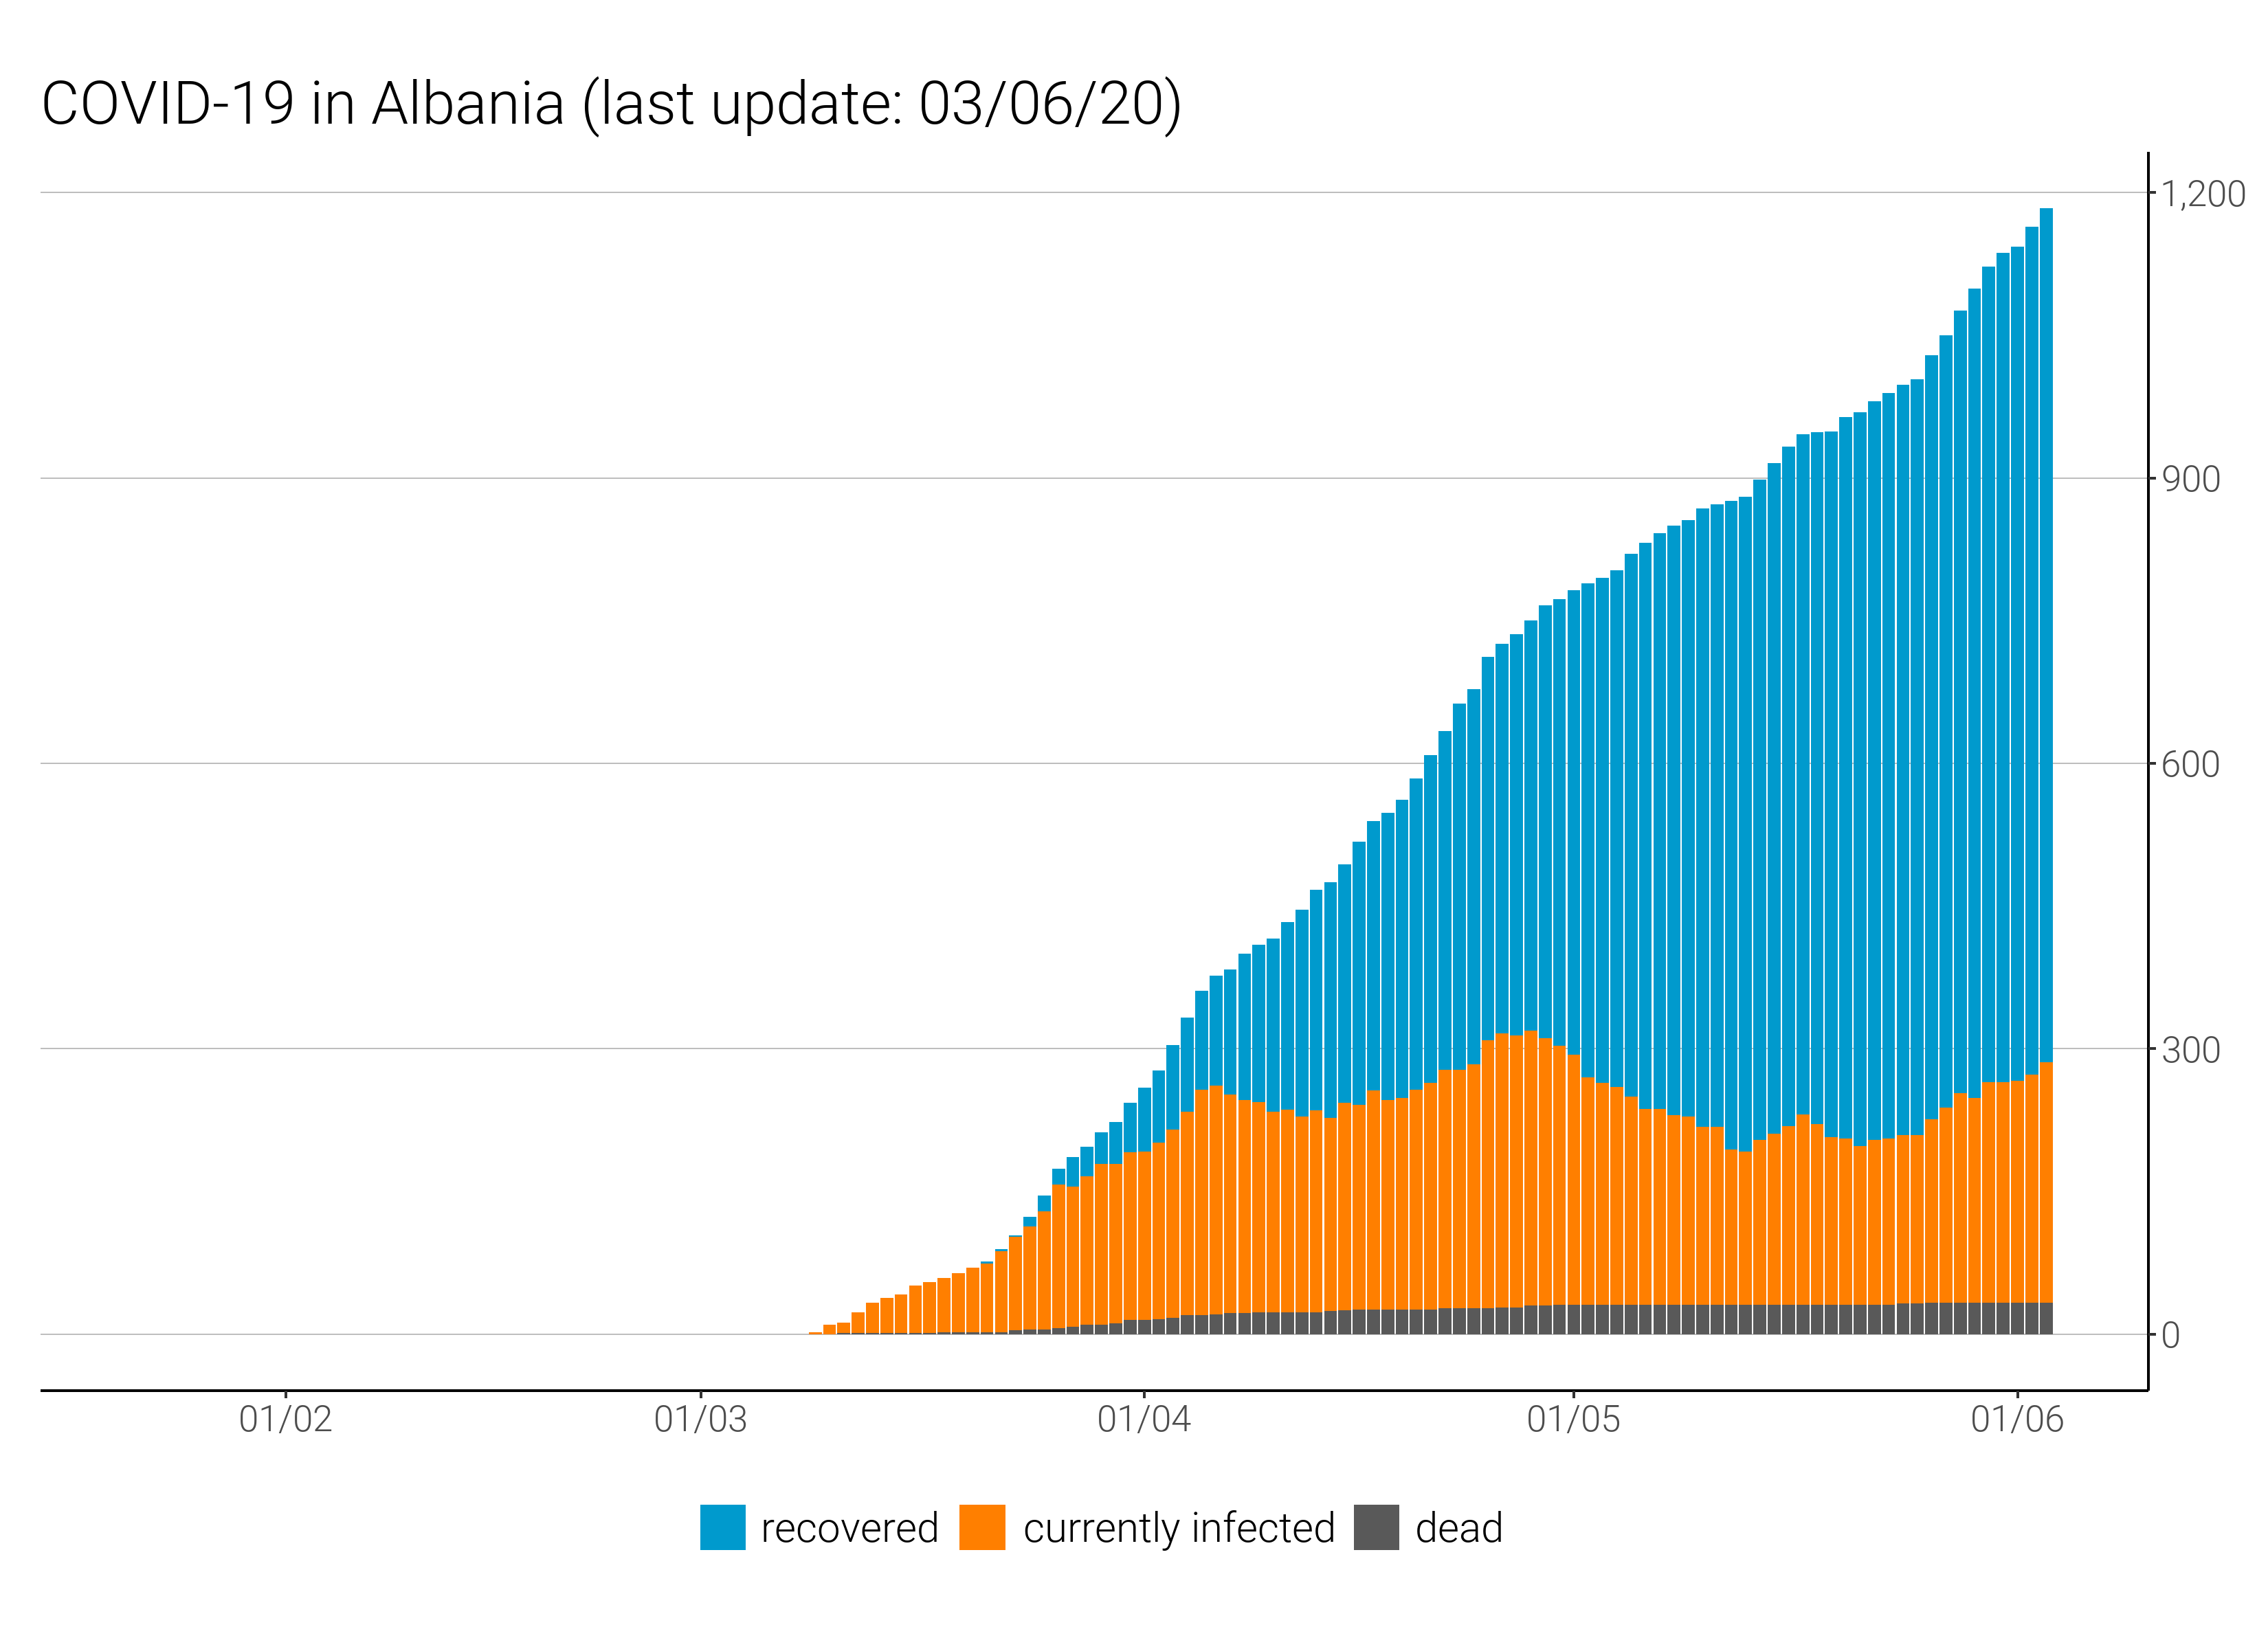 COVID-19 in Albania (last update: 03/06/20)
1,200
900
600
300
0
01/02 01/03 01/04 01/05 01/06
recovered currently infected dead